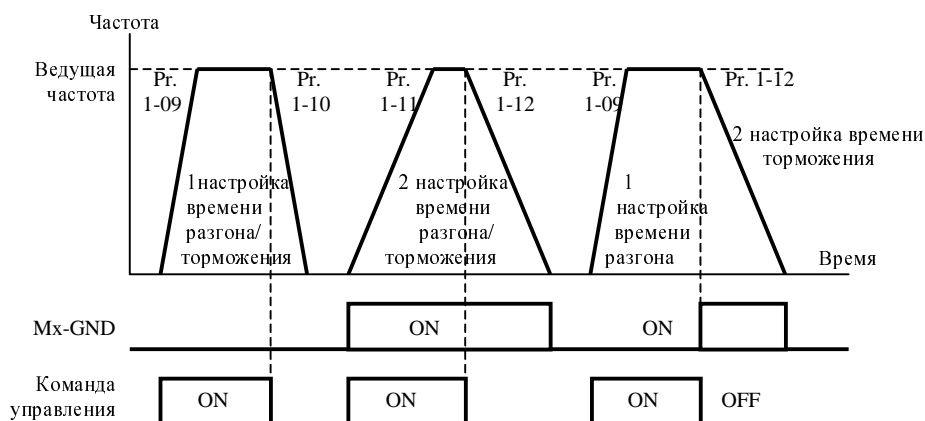 Частота
Ведущая
частота
Pr.
1-09
Pr.
1-10
Pr.
1-11
Pr.
1-12
Pr.
1-09
Pr. 1-12
1настройка
времени
разгона/
торможения
2 настройка
времени
разгона/
торможения
1
настройка
времени
разгона
2 настройка времени
торможения
Время
Mx-GND
ON
ON
Команда
управления
ON
ON
ON
OFF